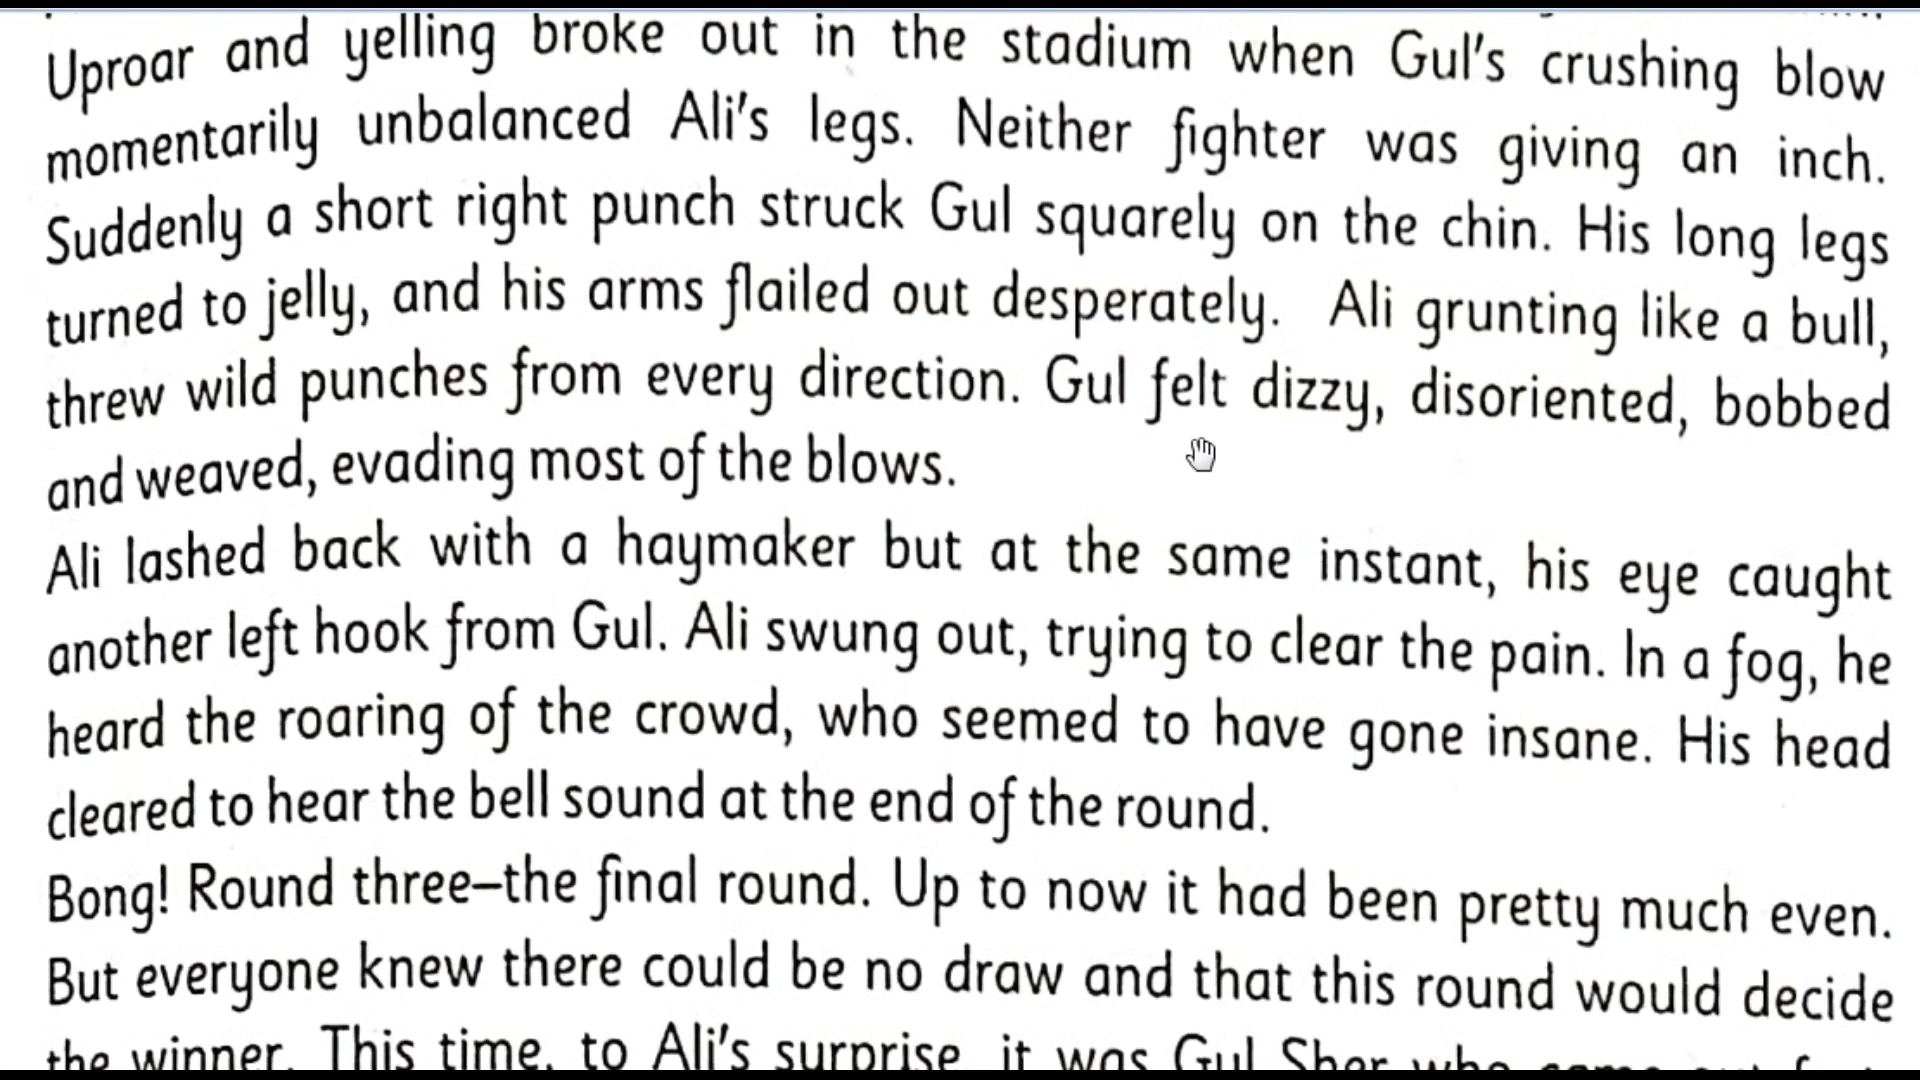 Uproar and yelling broke out in the stadium when Gul's crushing blow
momentarily unbalanced Ali's legs. Neither fighter was giving an inch.
Suddenly a short right punch struck Gul squarely on the chin. His long legs
turned to jelly, and his arms flailed out desperately. Ali grunting like a bull,
threw wild punches from every direction. Gul felt dizzy, disoriented, bobbed
and weaved, evading most of the blows.
Ali lashed back with a haymaker but at the same instant, his eye caught
another left hook from Gul. Ali swung out, trying to clear the pain. In a fog, he
heard the roaring of the crowd, who seemed to have gone insane. His head
cleared to hear the bell sound at the end of the round.
Bong! Round three–the final round. Up to now it had been pretty much even.
But everyone knew there could be no draw and that this round would decide
the winner. This time, to Ali's surprise, it was Gul Sher who came out